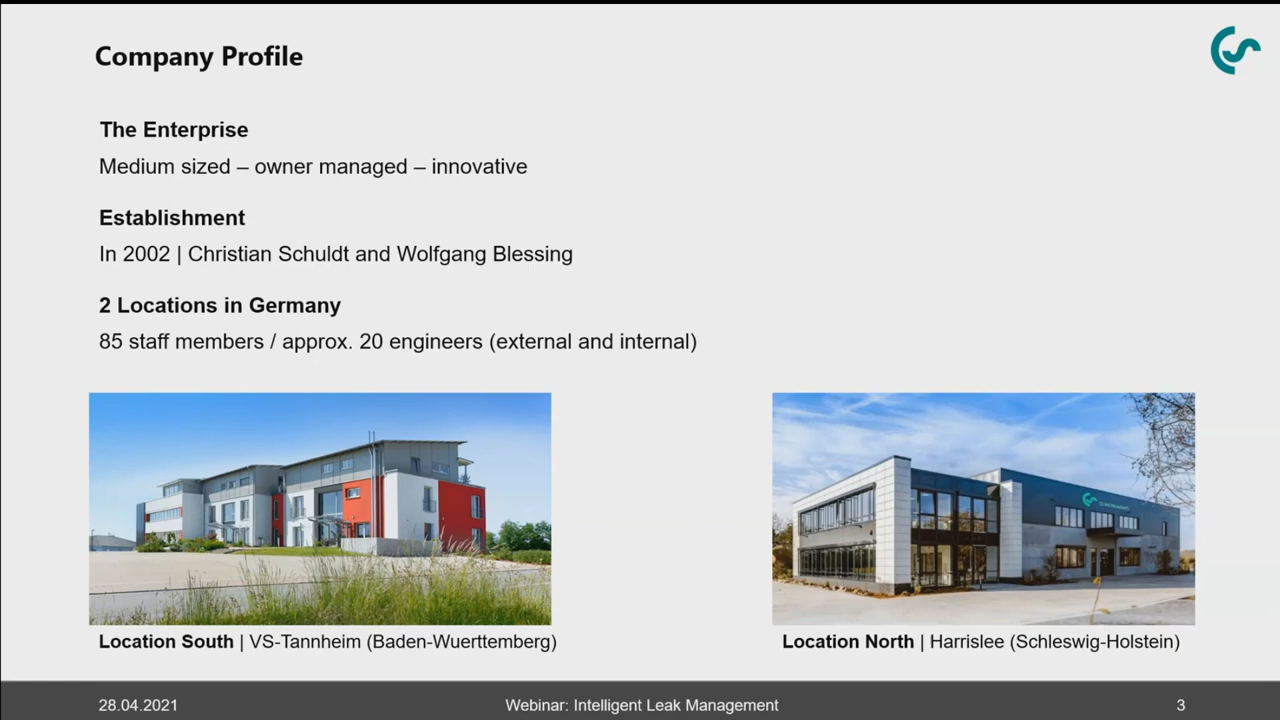 Company Profile
The Enterprise
Medium sized – owner managed – innovative
Establishment
In 2002 | Christian Schuldt and Wolfgang Blessing
2 Locations in Germany
85 staff members / approx. 20 engineers (external and internal)
Location South | VS-Tannheim (Baden-Wuerttemberg)
Location North | Harrislee (Schleswig-Holstein)
28.04.2021
Webinar: Intelligent Leak Management
3